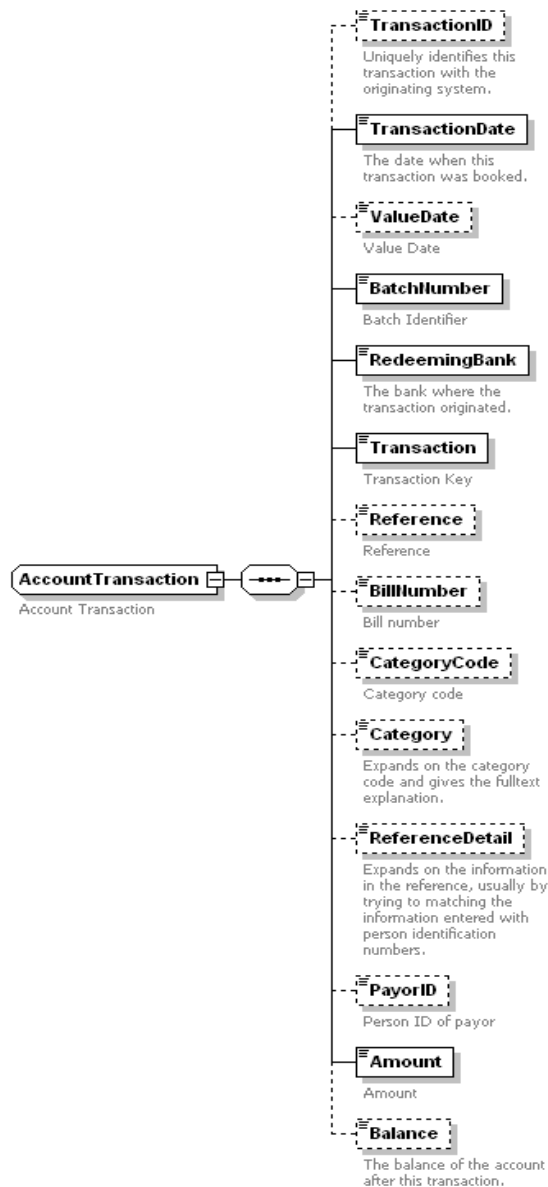 TransactionID
Uniquely identifies this
transaction with the
originating system.
TransactionDate
The date when this
transaction was booked.
ValueDate
Value Date
BatchNumber
Batch Identifier
RedeemingBank
The bank where the
transaction originated.
Transaction
Transaction Key
Reference
Reference
AccountTransaction
Account Transaction
BillNumber
Bill number
CategoryCode
Category code
Category
Expands on the category
code and gives the fulltext
explanation.
ReferenceDetail
Expands on the information
in the reference, usually by
trying to matching the
information entered with
person identification
numbers.
PayorID
Person ID of payor
Amount
Amount
Balance
The balance of the account
after this transaction.